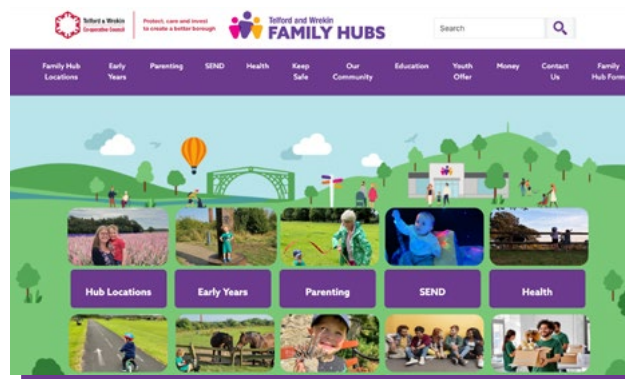 Telford & Wrekin
Co-operative Council
Protect, care and invest
to create a better borough
Telford and Wrekin
FAMILY HUBS
Search
Family Hub
Locations
Early
Years
Parenting
SEND
Health
Keep
Safe
Our
Community
Education
Youth
Offer
Money
Contact
Us
Family
Hub Form
Hub Locations
Early Years
Parenting
SEND
Health